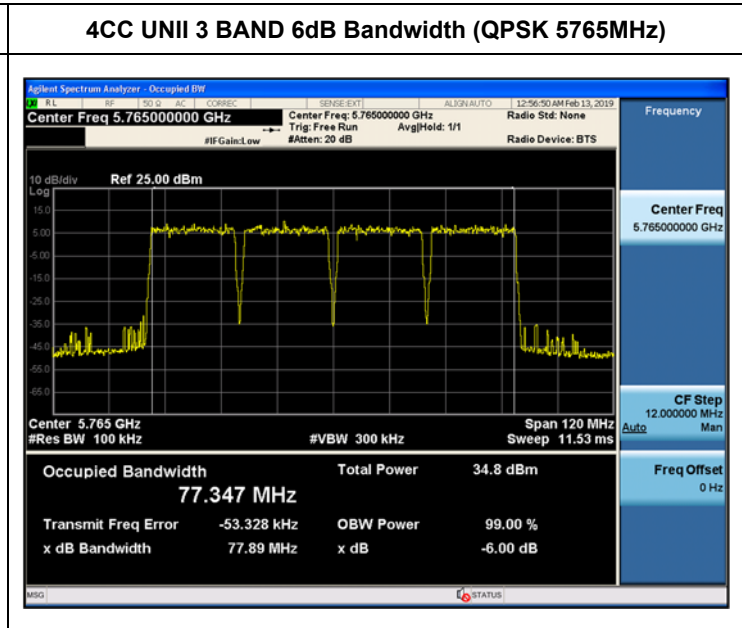 4CC UNII 3 BAND 6dB Bandwidth (QPSK 5765MHz)
Agilent Spectrum Analyzer - Occupied BW
RL RF 50 Ω AC CORREC SENSE:EXT ALIGN AUTO 12:56:50 AM Feb 13, 2019
Center Freq 5.765000000 GHz
Center Freq: 5.765000000 GHz
Radio Std: None
Trig: Free Run Avg|Hold: 1/1
#IFGain:Low
#Atten: 20 dB
Radio Device: BTS
10 dB/div Ref 25.00 dBm
Log
15.0
5.00
-5.00
-15.0
-25.0
-35.0
-45.0
-55.0
-65.0
Center 5.765 GHz
Span 120 MHz
#Res BW 100 kHz
#VBW 300 kHz
Sweep 11.53 ms
Occupied Bandwidth
77.347 MHz
Total Power 34.8 dBm
Transmit Freq Error -53.328 kHz
OBW Power 99.00 %
x dB Bandwidth 77.89 MHz
x dB -6.00 dB
Frequency
Center Freq
5.765000000 GHz
CF Step
12.000000 MHz
Auto Man
Freq Offset
0 Hz
MSG
STATUS